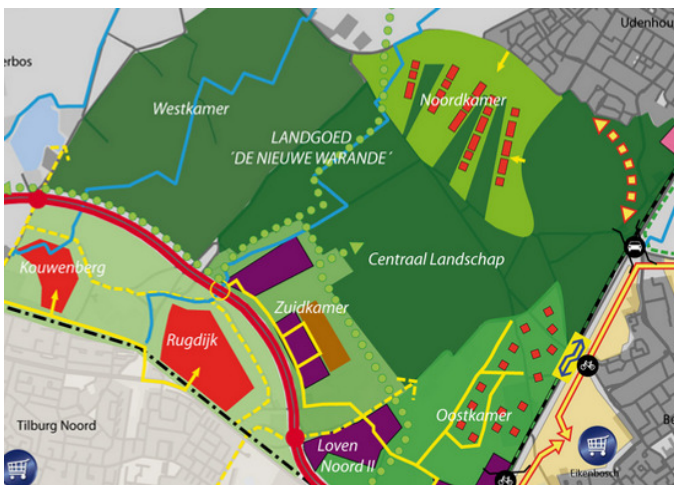 Udenhou
erbos
Westkamer
Noordkamer
LANDGOED
´DE NIEUWE WARANDE´
Kouwenberg
Centraal Landschap
Zuidkamer
Rugdijk
Oostkamer
Tilburg Noord
Loven
Noord II
Eikenbosch